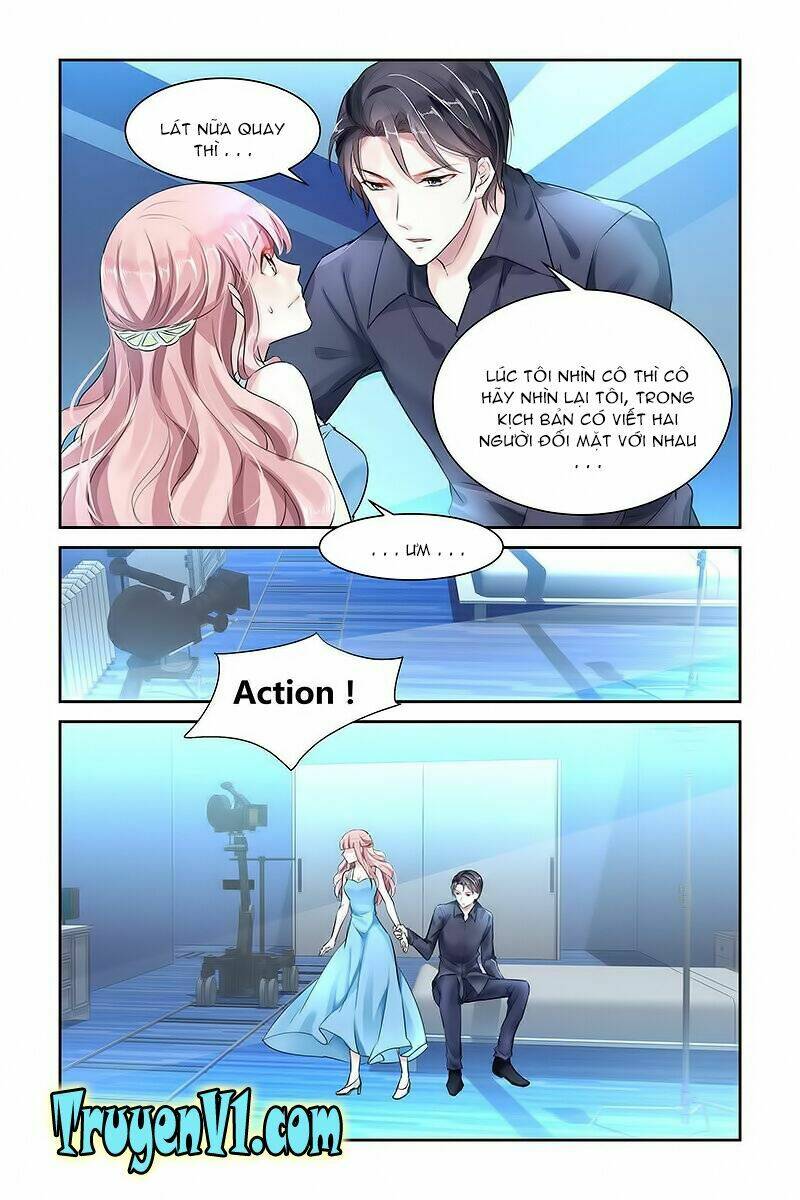 LÁT NỮA QUAY
THÌ . . .
LÚC TÔI NHÌN CÔ THÌ CÔ
HÃY NHÌN LẠI TÔI, TRONG
KỊCH BẢN CÓ VIẾT HAI
NGƯỜI ĐỐI MẶT VỚI NHAU
. . .
. . . ƯM . . .
Action !
TruyenV1.com